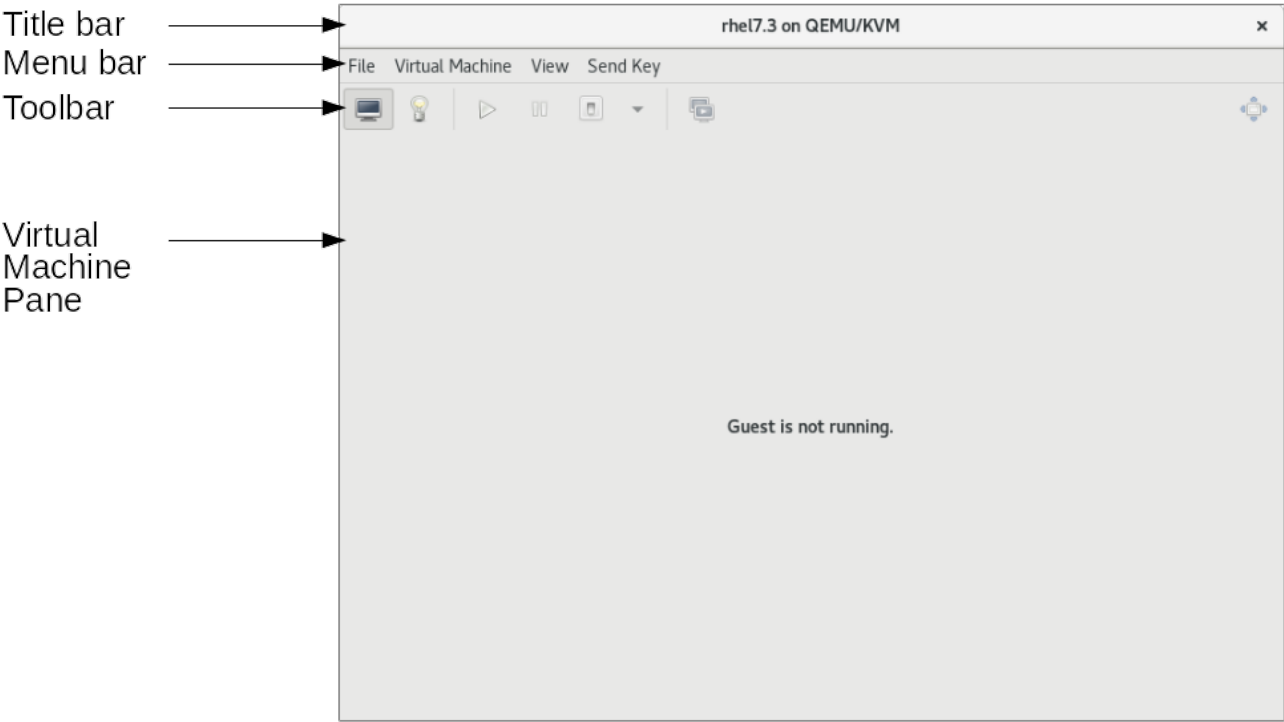 Title bar
rhel7.3 on QEMU/KVM
Menu bar
File Virtual Machine View Send Key
Toolbar
Virtual
Machine
Pane
Guest is not running.